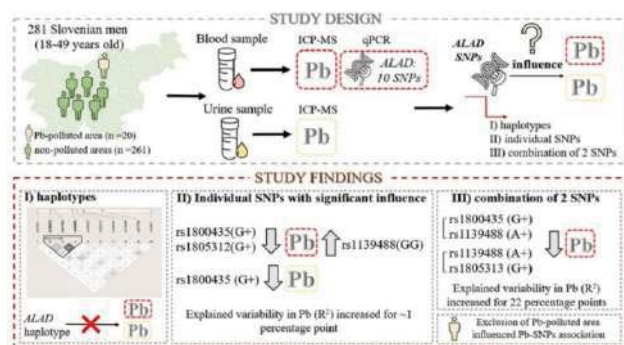 STUDY DESIGN
281 Slovenian men
(18-49 years old)
Pb-polluted area (n =20)
non-polluted areas (n =261)
Blood sample
ICP-MS
qPCR
Pb
ALAD:
10 SNPs
Urine sample
ICP-MS
Pb
ALAD
SNPs
?
influence
Pb
Pb
I) haplotypes
II) individual SNPs
III) combination of 2 SNPs
STUDY FINDINGS
I) haplotypes
ALAD
haplotype
Pb
Pb
II) Individual SNPs with significant influence
rs1800435(G+)
rs1805312(G+)
Pb
rs1139488(GG)
rs1800435 (G+)
Pb
Explained variability in Pb (R²) increased for ~1
percentage point
III) combination of 2 SNPs
rs1800435 (G+)
rs1139488 (A+)
rs1139488 (A+)
rs1805313 (G+)
Pb
Explained variability in Pb (R²)
increased for 22 percentage points
Exclusion of Pb-polluted area
influenced Pb-SNPs association